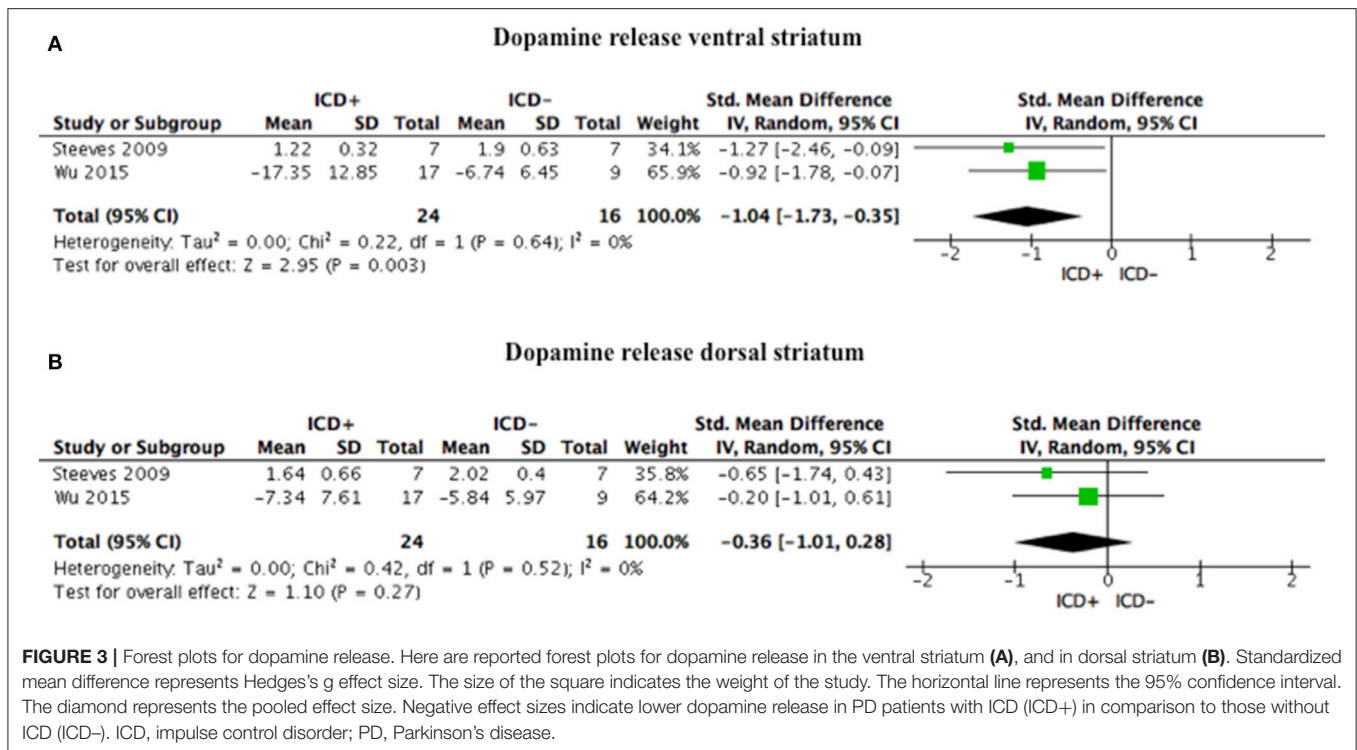 A
Dopamine release ventral striatum
ICD+ ICD− Std. Mean Difference Std. Mean Difference
Study or Subgroup Mean SD Total Mean SD Total Weight IV, Random, 95% CI IV, Random, 95% CI
Steeves 2009 1.22 0.32 7 1.9 0.63 7 34.1% -1.27 [-2.46, -0.09]
Wu 2015 -17.35 12.85 17 -6.74 6.45 9 65.9% -0.92 [-1.78, -0.07]
Total (95% CI) 24 16 100.0% -1.04 [-1.73, -0.35]
Heterogeneity: Tau² = 0.00; Chi² = 0.22, df = 1 (P = 0.64); I² = 0%
Test for overall effect: Z = 2.95 (P = 0.003)
-2 -1 0 1 2
ICD+ ICD−
B
Dopamine release dorsal striatum
ICD+ ICD− Std. Mean Difference Std. Mean Difference
Study or Subgroup Mean SD Total Mean SD Total Weight IV, Random, 95% CI IV, Random, 95% CI
Steeves 2009 1.64 0.66 7 2.02 0.4 7 35.8% -0.65 [-1.74, 0.43]
Wu 2015 -7.34 7.61 17 -5.84 5.97 9 64.2% -0.20 [-1.01, 0.61]
Total (95% CI) 24 16 100.0% -0.36 [-1.01, 0.28]
Heterogeneity: Tau² = 0.00; Chi² = 0.42, df = 1 (P = 0.52); I² = 0%
Test for overall effect: Z = 1.10 (P = 0.27)
-2 -1 0 1 2
ICD+ ICD−
FIGURE 3 | Forest plots for dopamine release. Here are reported forest plots for dopamine release in the ventral striatum (A), and in dorsal striatum (B). Standardized
mean difference represents Hedges's g effect size. The size of the square indicates the weight of the study. The horizontal line represents the 95% confidence interval.
The diamond represents the pooled effect size. Negative effect sizes indicate lower dopamine release in PD patients with ICD (ICD+) in comparison to those without
ICD (ICD–). ICD, impulse control disorder; PD, Parkinson's disease.